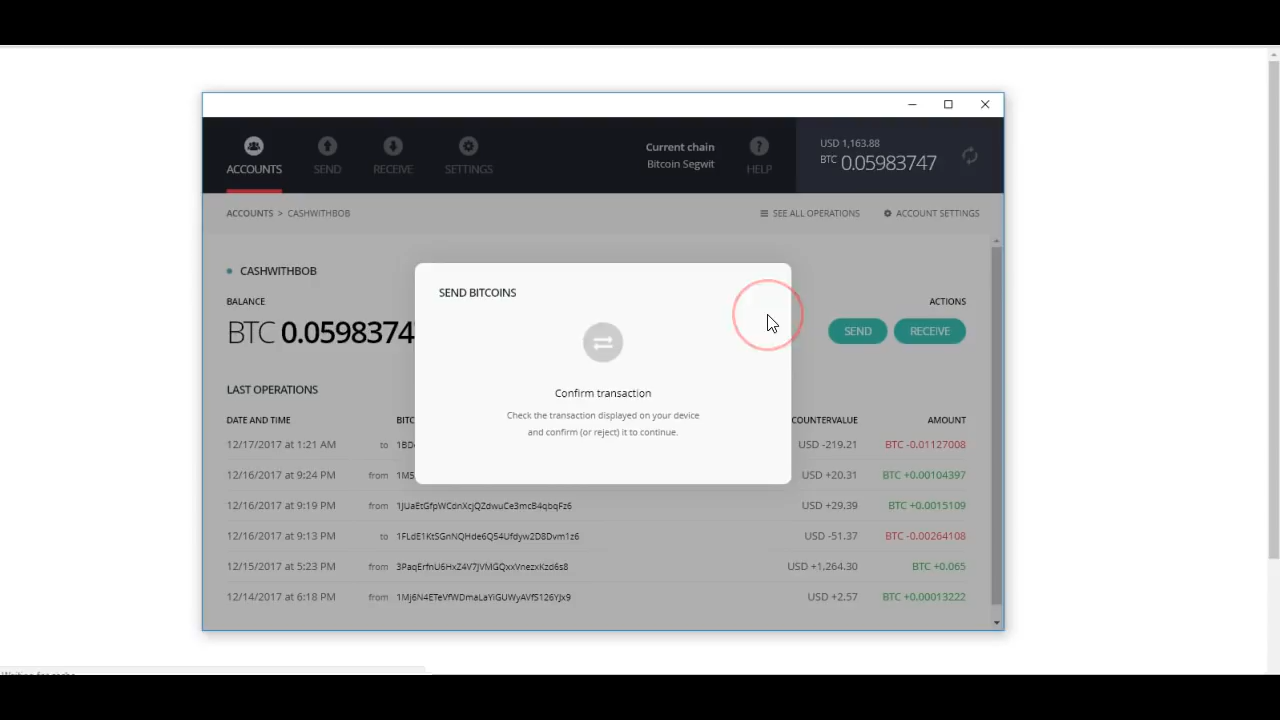 ACCOUNTS SEND RECEIVE SETTINGS Current chain Bitcoin Segwit HELP USD 1,163.88
BTC 0.05983747
ACCOUNTS > CASHWITHBOB SEE ALL OPERATIONS ACCOUNT SETTINGS
CASHWITHBOB
BALANCE ACTIONS
BTC 0.0598374 SEND RECEIVE
SEND BITCOINS
Confirm transaction
Check the transaction displayed on your device
and confirm (or reject) it to continue.
LAST OPERATIONS
DATE AND TIME BITC COUNTERVALUE AMOUNT
12/17/2017 at 1:21 AM to USD -219.21 BTC -0.01127008
12/16/2017 at 9:24 PM from USD +20.31 BTC +0.00104397
12/16/2017 at 9:19 PM from 1JUaEtGfpWCdnXcjQZdwuCe3mcB4qbqFz6 USD +29.39 BTC +0.0015109
12/16/2017 at 9:13 PM to 1FLdE1KtSGnNQHde6Q54Ufdyw2D8Dvm1z6 USD -51.37 BTC -0.00264108
12/15/2017 at 5:23 PM from 3PaqErfnU6HxZ4V7JVMGQxxVnezxKzd6s8 USD +1,264.30 BTC +0.065
12/14/2017 at 6:18 PM from 1Mj6N4ETeVfWDmaLaYiGUWyAVfS126YJx9 USD +2.57 BTC +0.00013222